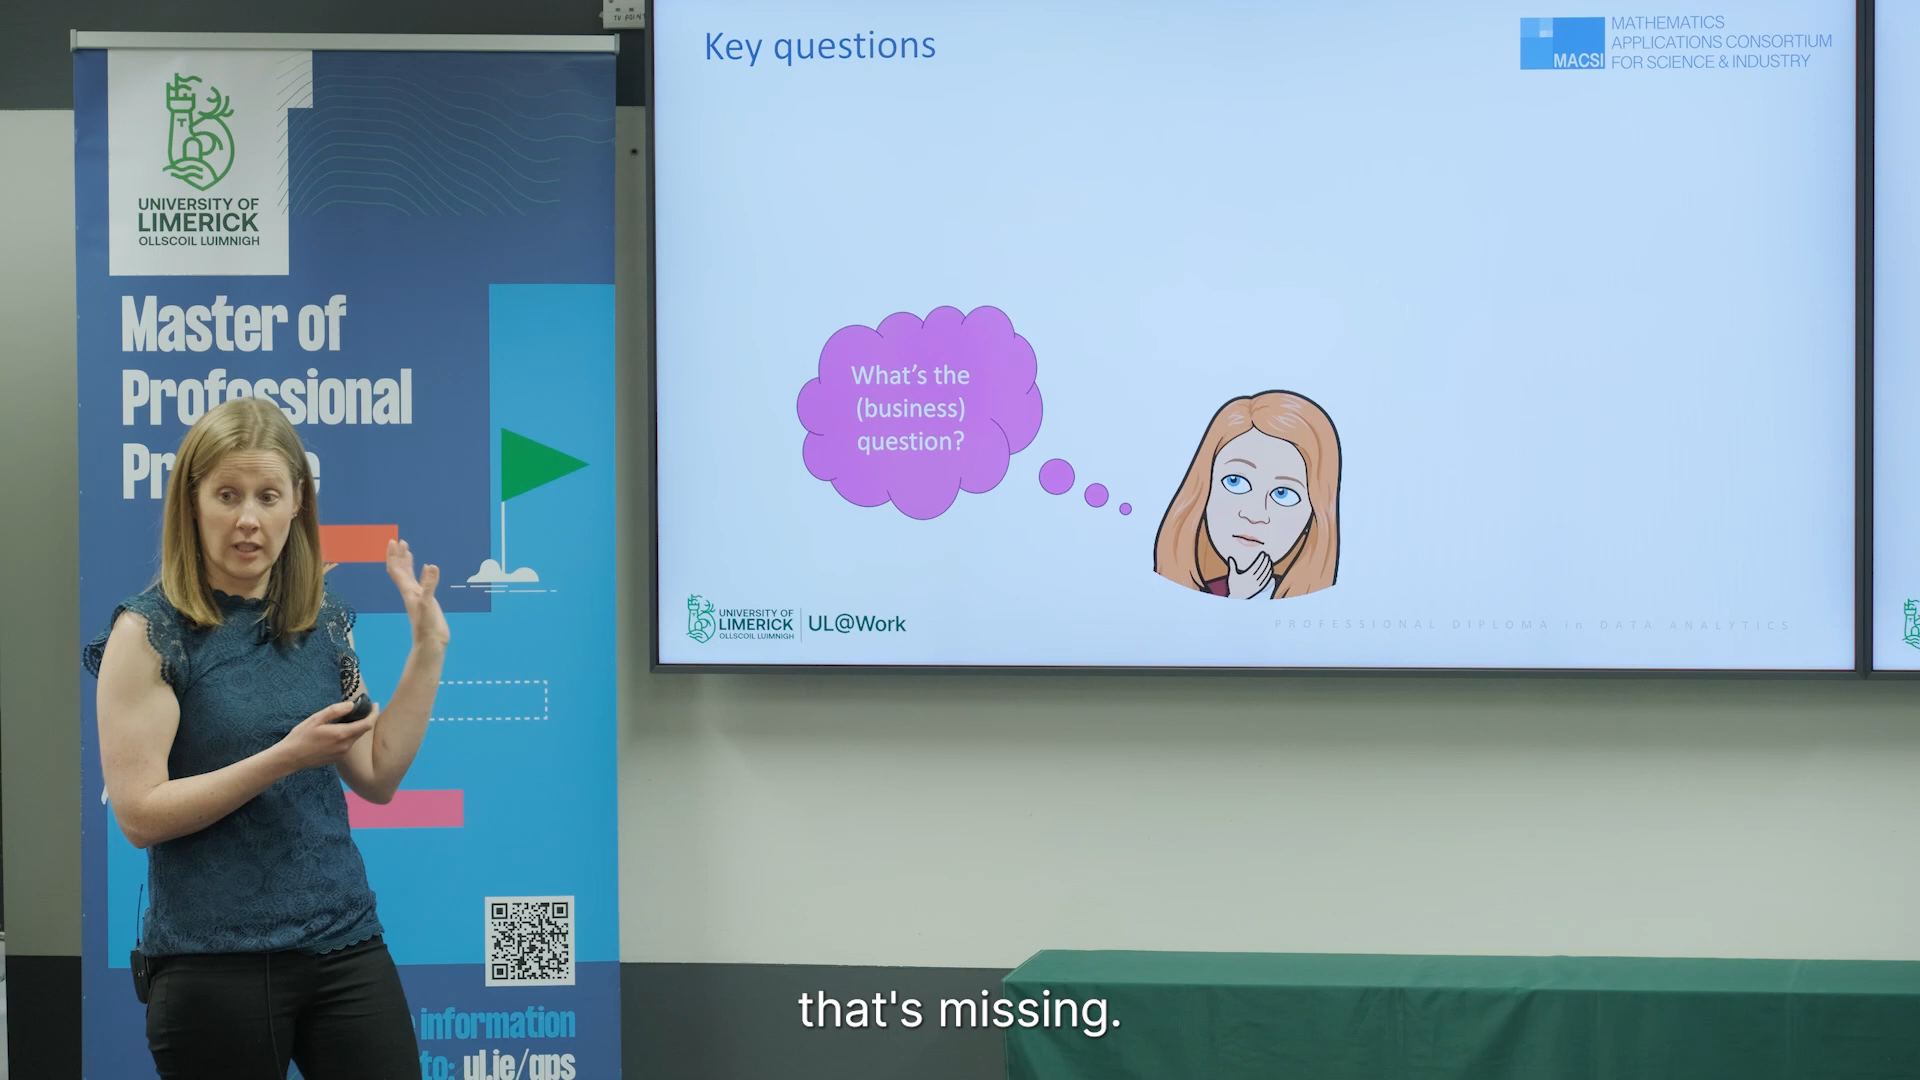 TV POINT
Key questions
MACSI
MATHEMATICS
APPLICATIONS CONSORTIUM
FOR SCIENCE & INDUSTRY
UNIVERSITY OF
LIMERICK
OLLSCOIL LUIMNIGH
Master of
Professional
What's the
(business)
question?
UNIVERSITY OF
LIMERICK
OLLSCOIL LUIMNIGH
UL@Work
PROFESSIONAL DIPLOMA in DATA ANALYTICS
information
to: ul.ie/gps
that's missing.